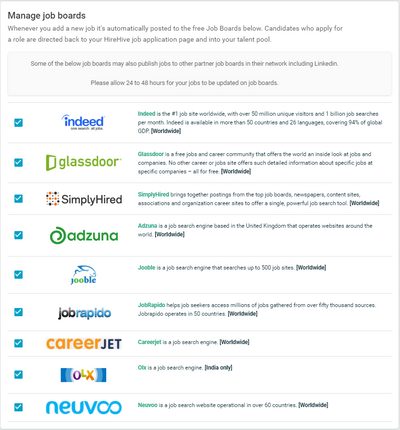 Manage job boards
Whenever you add a new job it's automatically posted to the free Job Boards below. Candidates who apply for
a role are directed back to your HireHive job application page and into your talent pool.
Some of the below job boards may also publish jobs to other partner job boards in their network including Linkedin.
Please allow 24 to 48 hours for your jobs to be updated on job boards.
indeed
one search. all jobs.
Indeed is the #1 job site worldwide, with over 50 million unique visitors and 1 billion job searches
per month. Indeed is available in more than 50 countries and 26 languages, covering 94% of global
GDP. [Worldwide]
glassdoor
Glassdoor is a free jobs and career community that offers the world an inside look at jobs and
companies. No other career or jobs site offers such detailed information about specific jobs at
specific companies – all for free. [Worldwide]
SimplyHired
SimplyHired brings together postings from the top job boards, newspapers, content sites,
associations and organization career sites to offer a single, powerful job search tool. [Worldwide]
adzuna
Adzuna is a job search engine based in the United Kingdom that operates websites around the
world. [Worldwide]
jooble
Jooble is a job search engine that searches up to 500 job sites. [Worldwide]
jobrapido
JobRapido helps job seekers access millions of jobs gathered from over fifty thousand sources.
Jobrapido operates in 50 countries. [Worldwide]
careerJET
Careerjet is a job search engine. [Worldwide]
OLX
Olx is a job search engine. [India only]
neuvoo
Neuvoo is a job search website operational in over 60 countries. [Worldwide]